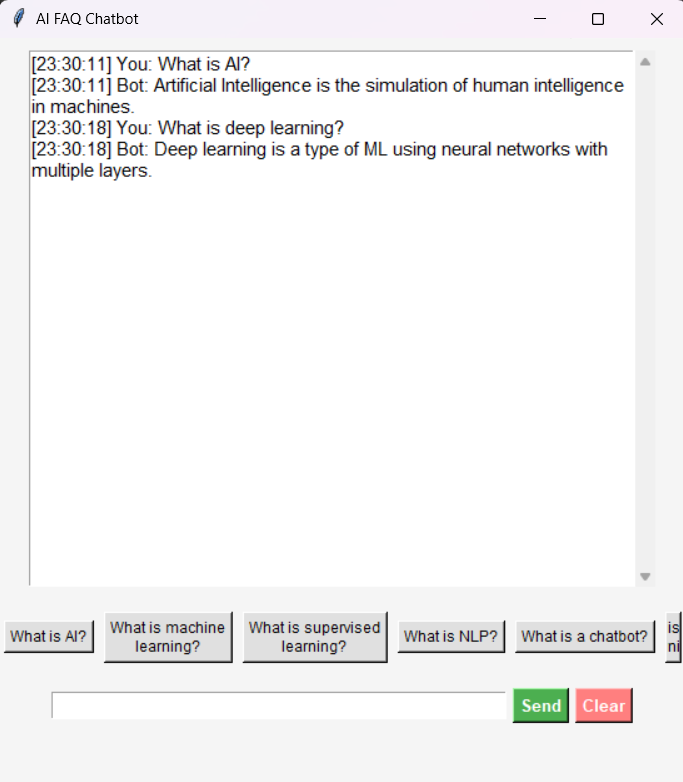 AI FAQ Chatbot
[23:30:11] You: What is AI?
[23:30:11] Bot: Artificial Intelligence is the simulation of human intelligence
in machines.
[23:30:18] You: What is deep learning?
[23:30:18] Bot: Deep learning is a type of ML using neural networks with
multiple layers.
What is AI?
What is machine
learning?
What is supervised
learning?
What is NLP?
What is a chatbot?
is
ni
Send
Clear